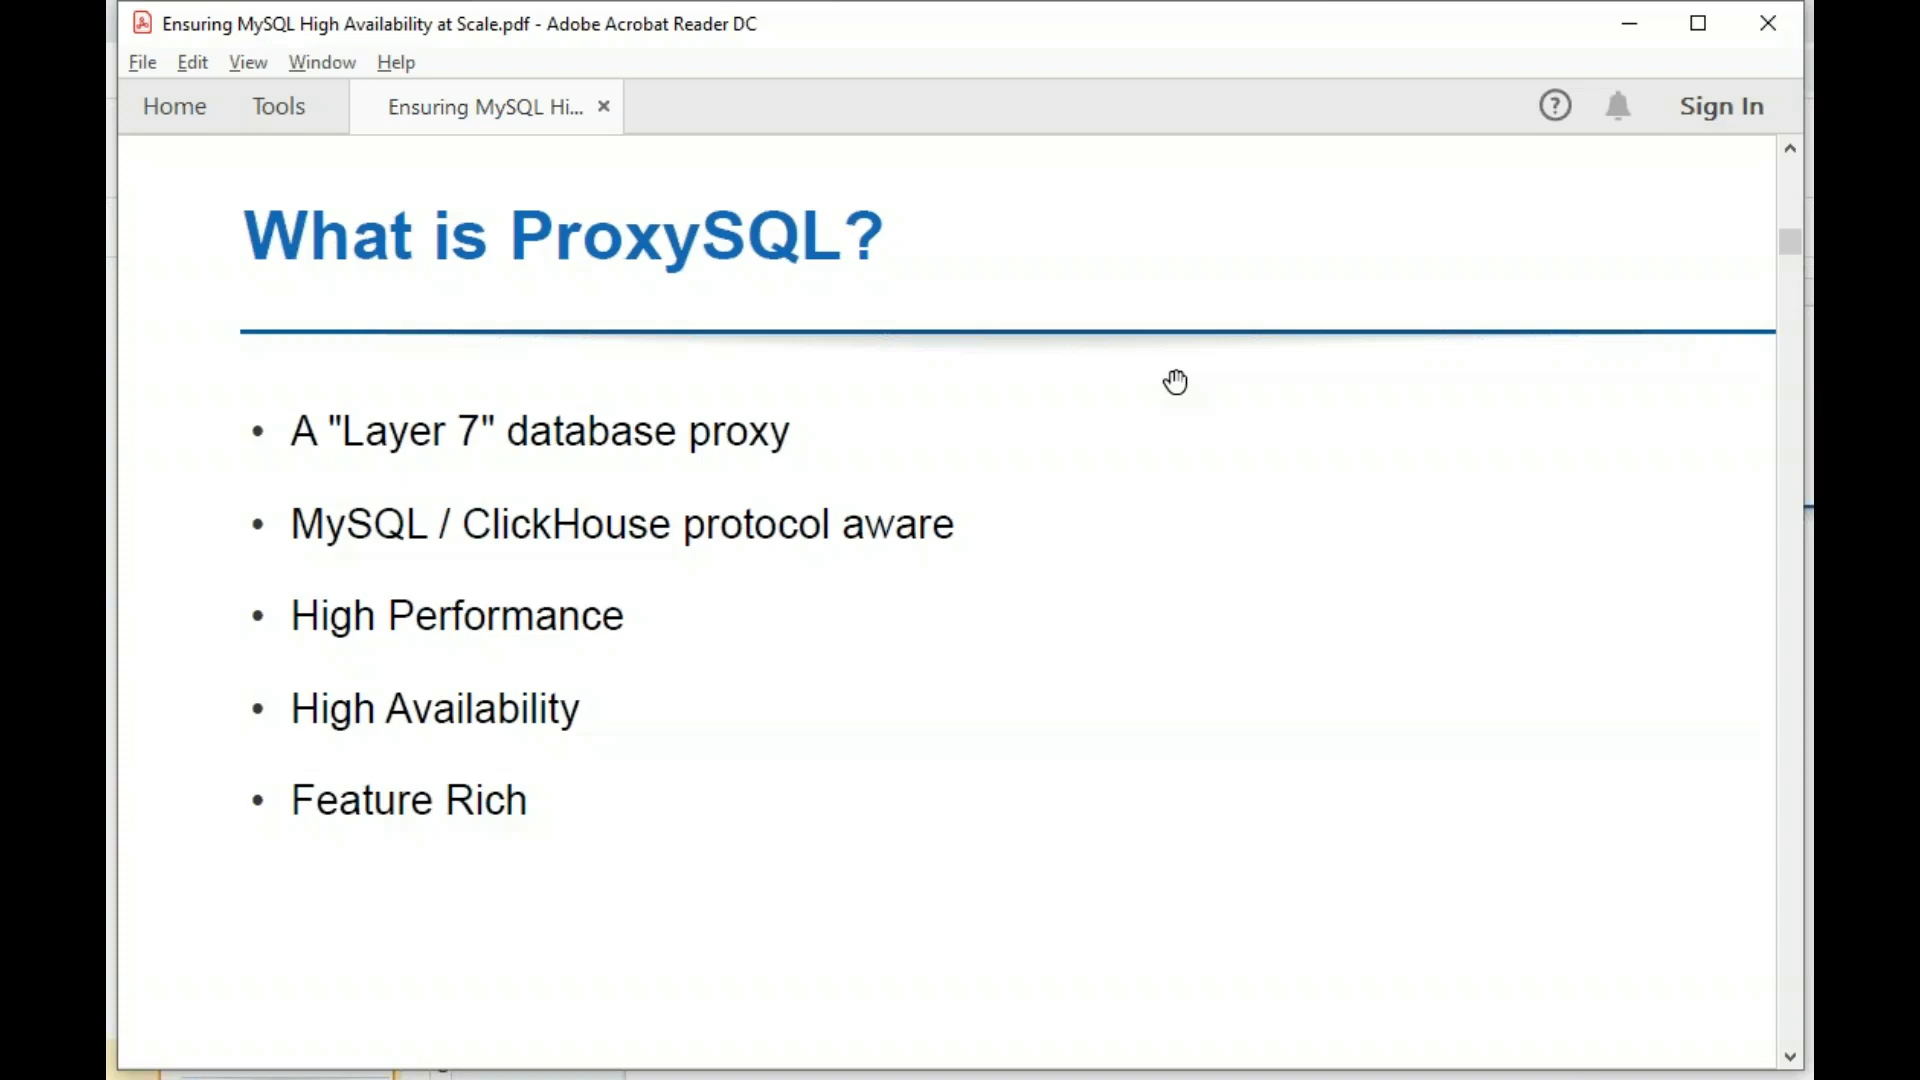 Ensuring MySQL High Availability at Scale.pdf - Adobe Acrobat Reader DC
File Edit View Window Help
Home Tools Ensuring MySQL Hi... Sign In
What is ProxySQL?
• A "Layer 7" database proxy
• MySQL / ClickHouse protocol aware
• High Performance
• High Availability
• Feature Rich